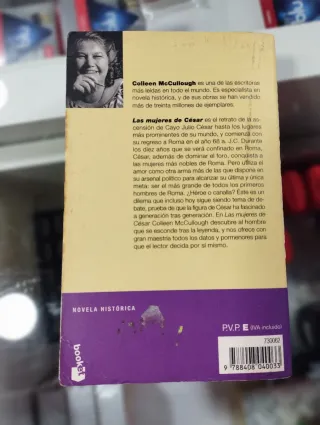 Colleen McCullough es una de las escritoras
más leídas en todo el mundo. Es especialista en
novela histórica, y de sus obras se han vendido
más de treinta millones de ejemplares.
Las mujeres de César es el retrato de la as-
censión de Cayo Julio César hasta los lugares
más prominentes de su mundo, y comienza con
su regreso a Roma en el año 68 a. J.C. Durante
los diez años que se verá confinado en Roma,
César, además de dominar el foro, conquista a
las mujeres más nobles de Roma. Pero utiliza el
amor como otra arma más de las que dispone en
su arsenal político para alcanzar su última y única
meta: ser el más grande de todos los primeros
hombres de Roma. ¿Héroe o canalla? Éste es un
dilema que incluso hoy sigue siendo tema de de-
bate, prueba de que la figura de César ha fascinado
a generación tras generación. En Las mujeres de
César Colleen McCullough descubre al hombre
que se esconde tras la leyenda, y nos ofrece con
gran maestría todos los datos y pormenores para
que el lector decida por sí mismo.
NOVELA HISTÓRICA
booket
P.V.P. E (IVA incluido)
730062
9 788408 040033